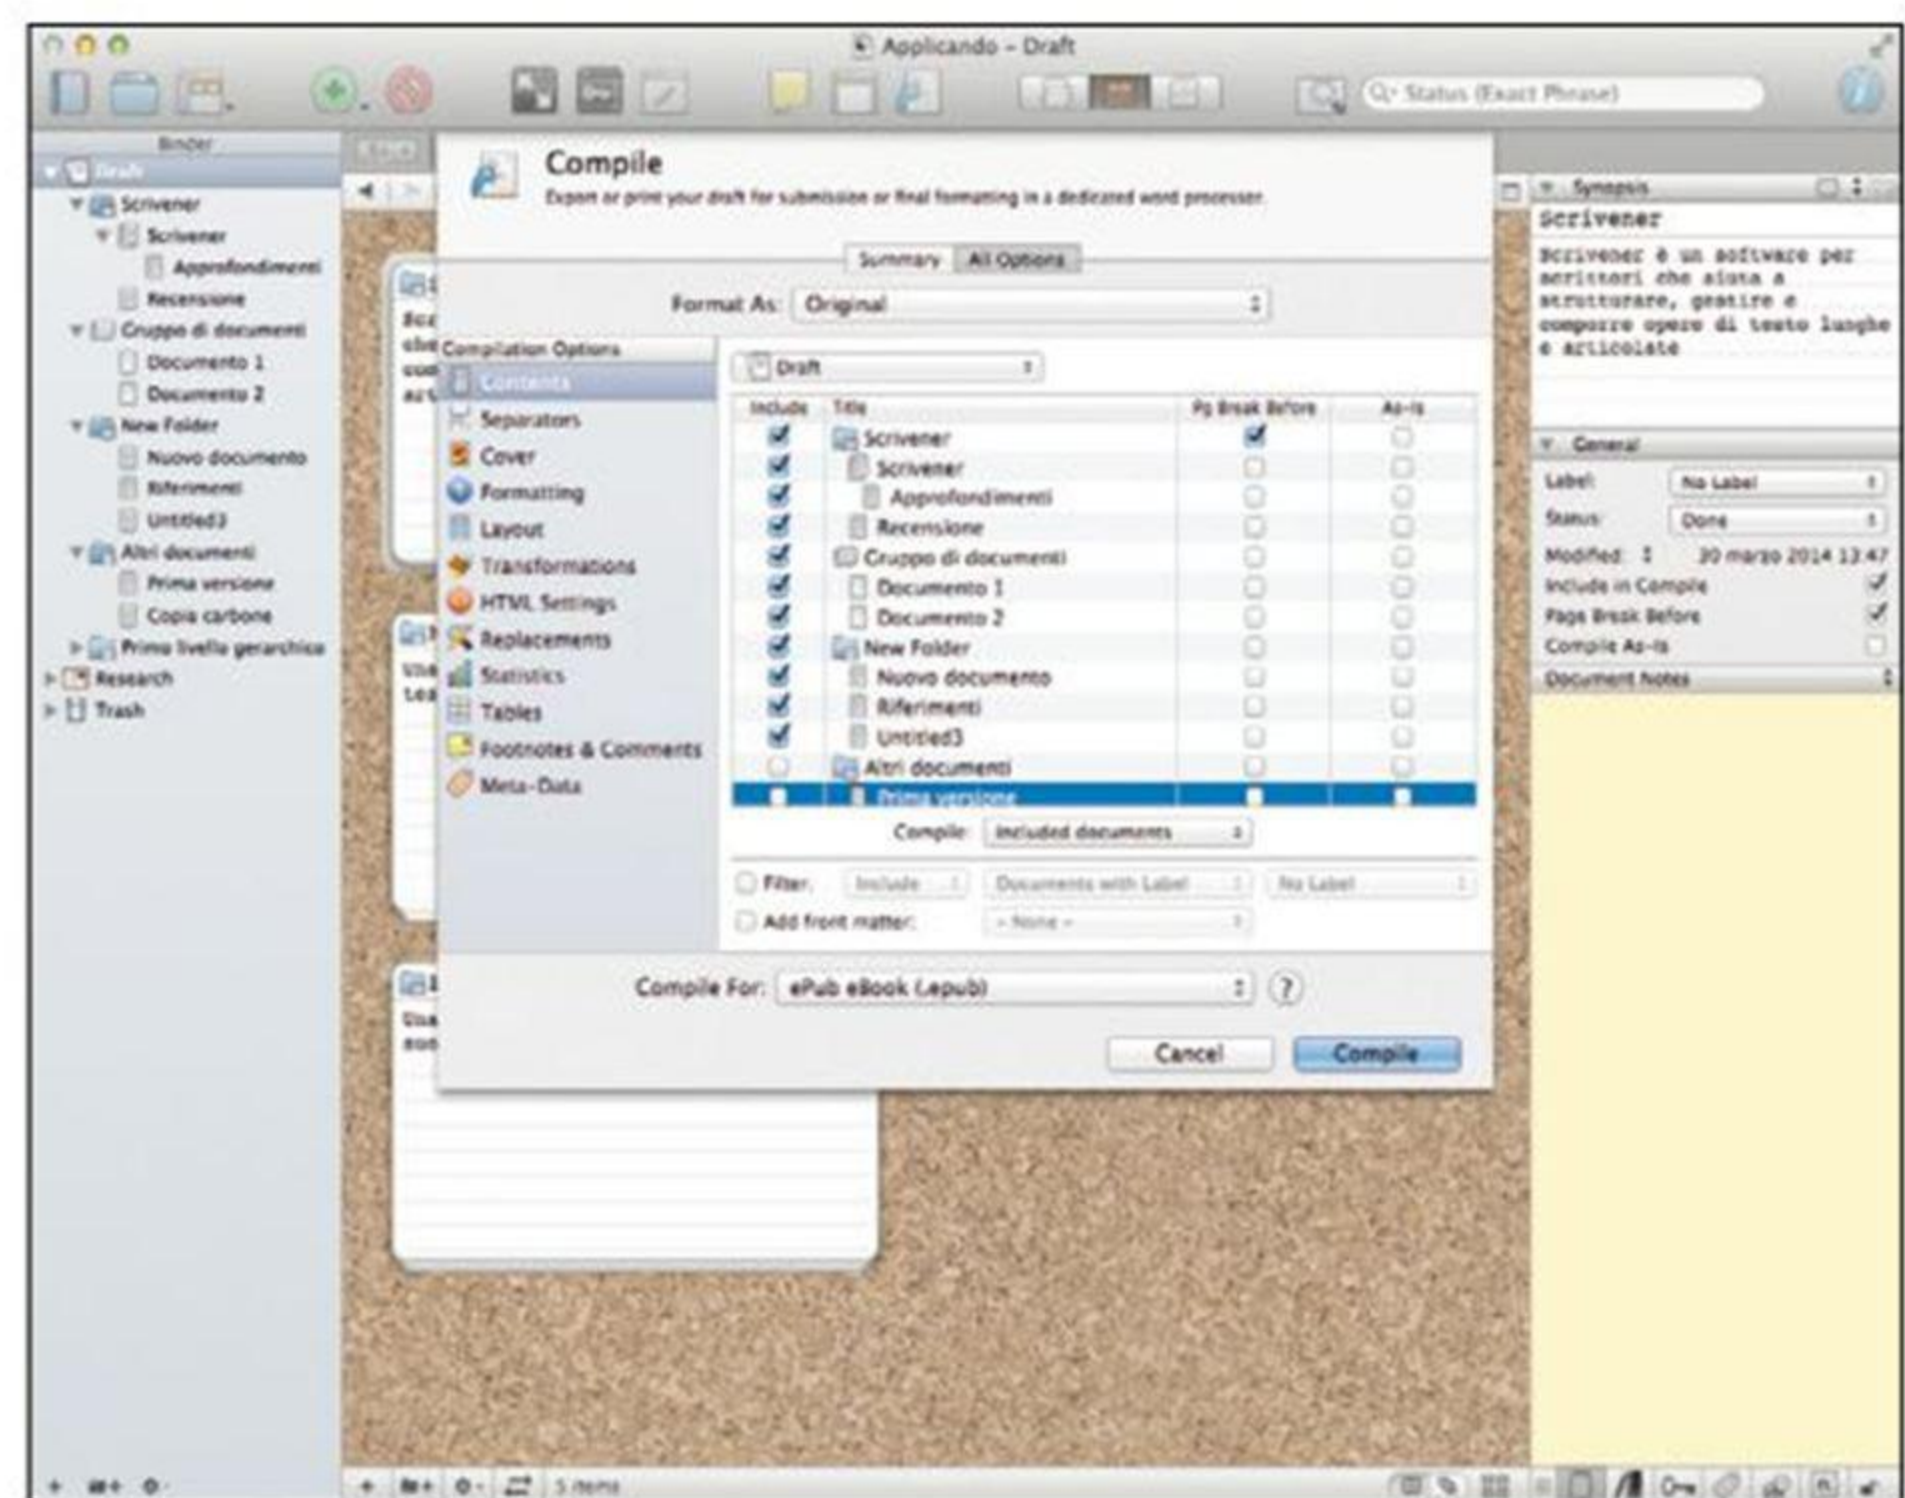 Applicando – Draft
Status (Exact Phrase)
Binder
Draft
Scrivener
Scrivener
Approfondimenti
Recensione
Gruppo di documenti
Documento 1
Documento 2
New Folder
Nuovo documento
Riferimenti
Untitled3
Altri documenti
Prima versione
Copia carbone
Primo livello gerarchico
Research
Trash
Compile
Export or print your draft for submission or final formatting in a dedicated word processor.
Summary All Options
Format As: Original
Compilation Options
Contents
Separators
Cover
Formatting
Layout
Transformations
HTML Settings
Replacements
Statistics
Tables
Footnotes & Comments
Meta-Data
Draft
Include Title Pg Break Before As-Is
Scrivener
Scrivener
Approfondimenti
Recensione
Gruppo di documenti
Documento 1
Documento 2
New Folder
Nuovo documento
Riferimenti
Untitled3
Altri documenti
Prima versione
Compile: Included documents
Filter: Include Documents with Label No Label
Add front matter: - None -
Compile For: ePub eBook (.epub) ?
Cancel Compile
Synopsis
Scrivener
Scrivener è un software per
scrittori che aiuta a
strutturare, gestire e
comporre opere di testo lunghe
e articolate
General
Label: No Label
Status: Done
Modified: 30 marzo 2014 13:47
Include in Compile
Page Break Before
Compile As-Is
Document Notes
5 items